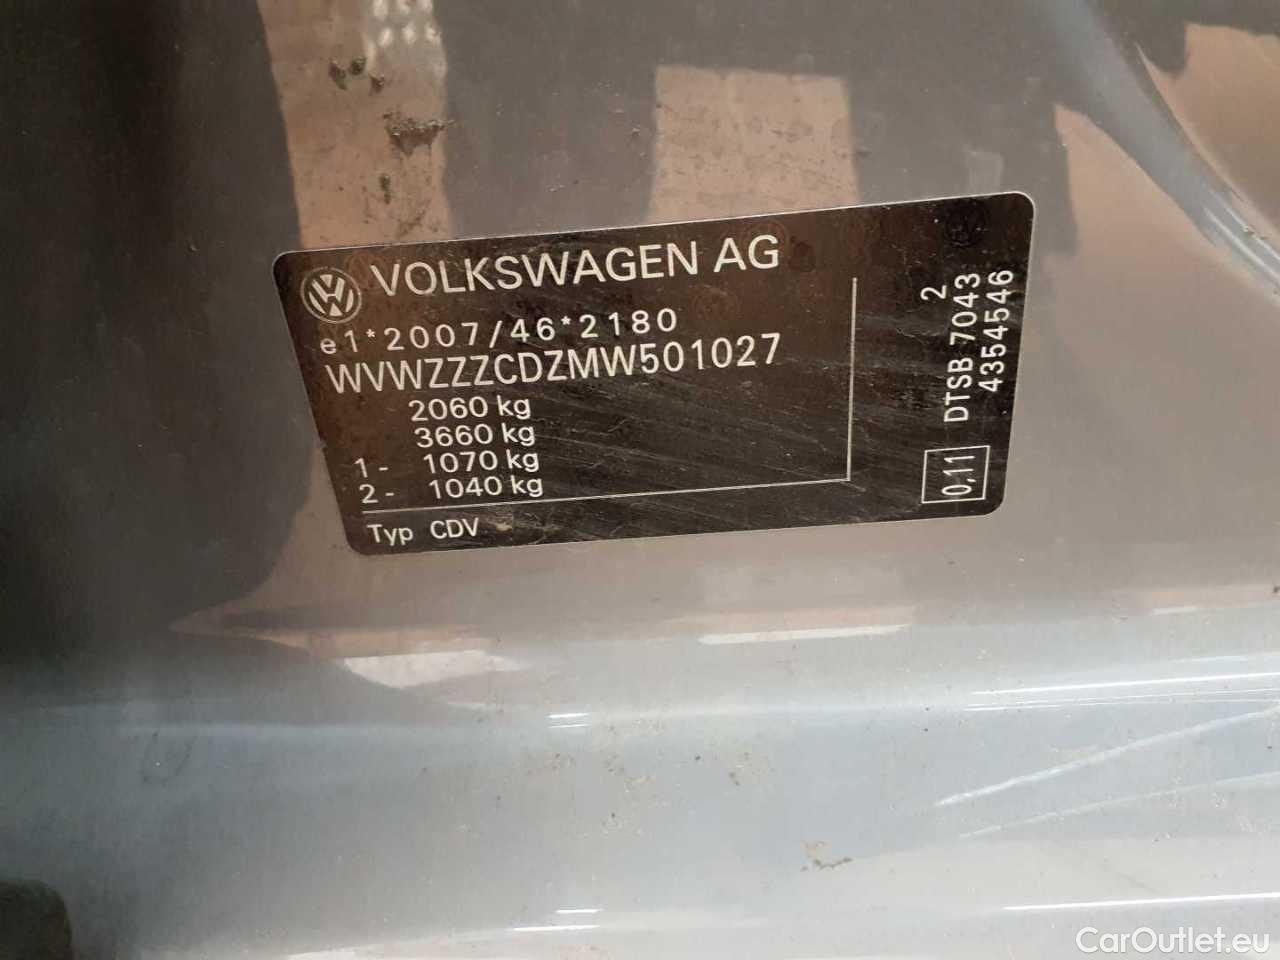 VOLKSWAGEN AG
e1*2007/46*2180
WVWZZZCDZMW501027
2060 kg
3660 kg
1- 1070 kg
2- 1040 kg
Typ CDV
2
DTSB 7043
4354546
0,11
CarOutlet.eu